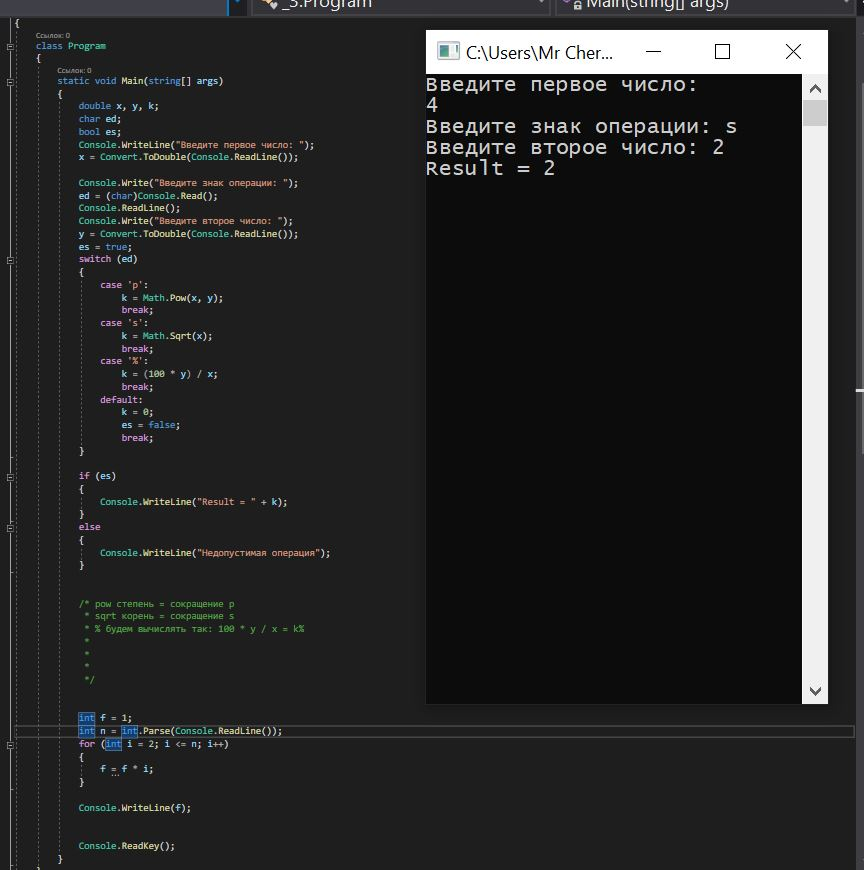 _3.Program
Main(string[] args)
{
Ссылок: 0
class Program
{
Ссылок: 0
static void Main(string[] args)
{
double x, y, k;
char ed;
bool es;
Console.WriteLine("Введите первое число: ");
x = Convert.ToDouble(Console.ReadLine());
Console.Write("Введите знак операции: ");
ed = (char)Console.Read();
Console.ReadLine();
Console.Write("Введите второе число: ");
y = Convert.ToDouble(Console.ReadLine());
es = true;
switch (ed)
{
case 'p':
k = Math.Pow(x, y);
break;
case 's':
k = Math.Sqrt(x);
break;
case '%':
k = (100 * y) / x;
break;
default:
k = 0;
es = false;
break;
}
if (es)
{
Console.WriteLine("Result = " + k);
}
else
{
Console.WriteLine("Недопустимая операция");
}
/* pow степень = сокращение p
* sqrt корень = сокращение s
* % будем вычислять так: 100 * y / x = k%
*
*
*
*/
int f = 1;
int n = int.Parse(Console.ReadLine());
for (int i = 2; i <= n; i++)
{
f = f * i;
}
Console.WriteLine(f);
Console.ReadKey();
}
C:\Users\Mr Cher...
Введите первое число:
4
Введите знак операции: s
Введите второе число: 2
Result = 2